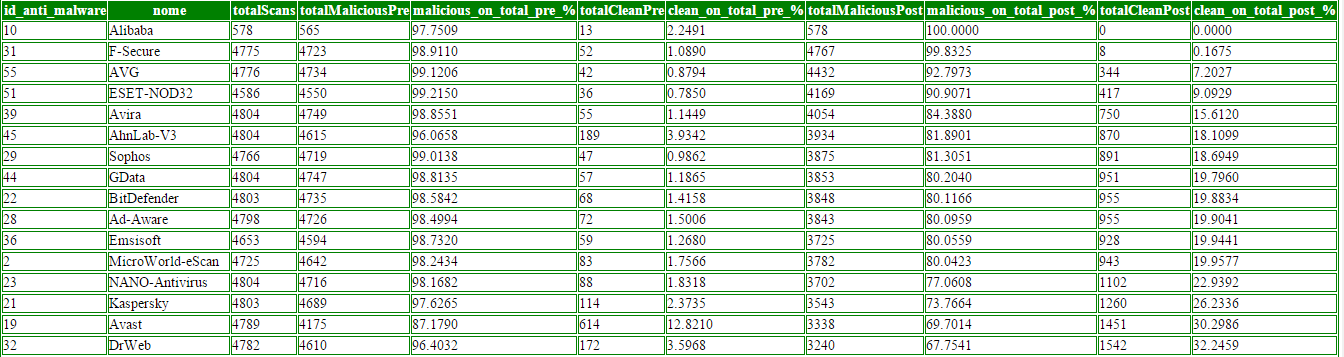 id_anti_malware nome totalScans totalMaliciousPre malicious_on_total_pre_% totalCleanPre clean_on_total_pre_% totalMaliciousPost malicious_on_total_post_% totalCleanPost clean_on_total_post_%
10 Alibaba 578 565 97.7509 13 2.2491 578 100.0000 0 0.0000
31 F-Secure 4775 4723 98.9110 52 1.0890 4767 99.8325 8 0.1675
55 AVG 4776 4734 99.1206 42 0.8794 4432 92.7973 344 7.2027
51 ESET-NOD32 4586 4550 99.2150 36 0.7850 4169 90.9071 417 9.0929
39 Avira 4804 4749 98.8551 55 1.1449 4054 84.3880 750 15.6120
45 AhnLab-V3 4804 4615 96.0658 189 3.9342 3934 81.8901 870 18.1099
29 Sophos 4766 4719 99.0138 47 0.9862 3875 81.3051 891 18.6949
44 GData 4804 4747 98.8135 57 1.1865 3853 80.2040 951 19.7960
22 BitDefender 4803 4735 98.5842 68 1.4158 3848 80.1166 955 19.8834
28 Ad-Aware 4798 4726 98.4994 72 1.5006 3843 80.0959 955 19.9041
36 Emsisoft 4653 4594 98.7320 59 1.2680 3725 80.0559 928 19.9441
2 MicroWorld-eScan 4725 4642 98.2434 83 1.7566 3782 80.0423 943 19.9577
23 NANO-Antivirus 4804 4716 98.1682 88 1.8318 3702 77.0608 1102 22.9392
21 Kaspersky 4803 4689 97.6265 114 2.3735 3543 73.7664 1260 26.2336
19 Avast 4789 4175 87.1790 614 12.8210 3338 69.7014 1451 30.2986
32 DrWeb 4782 4610 96.4032 172 3.5968 3240 67.7541 1542 32.2459